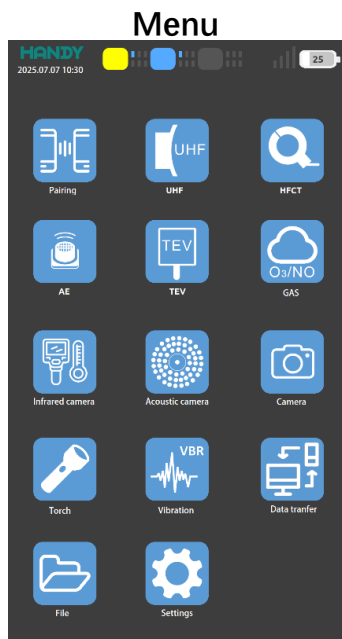 Menu
HANDY
2025.07.07 10:30
25
UHF
Pairing
UHF
HFCT
TEV
O₃/NO
AE
TEV
GAS
Infrared camera
Acoustic camera
Camera
VBR
Torch
Vibration
Data tranfer
File
Settings